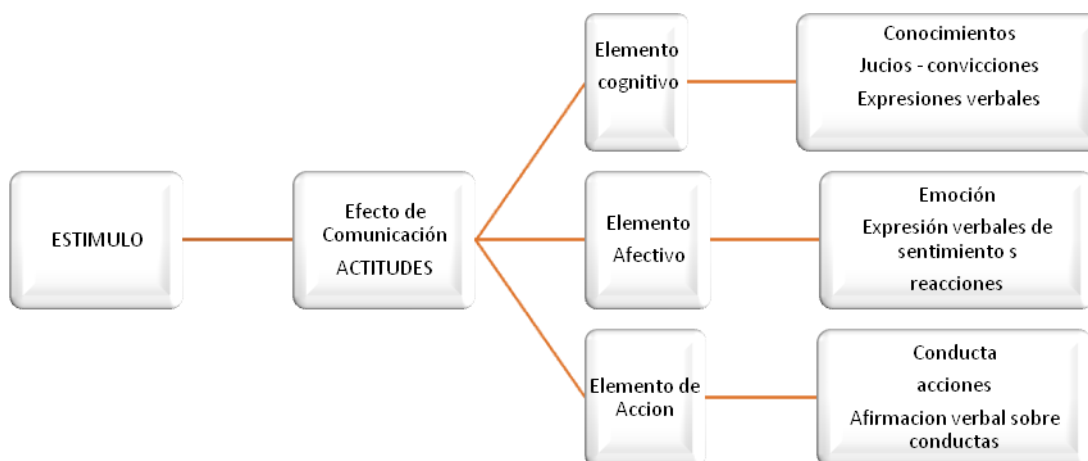 ESTIMULO
Efecto de
Comunicación
ACTITUDES
Elemento
cognitivo
Conocimientos
Jucios - convicciones
Expresiones verbales
Elemento
Afectivo
Emoción
Expresión verbales de
sentimiento s
reacciones
Elemento de
Accion
Conducta
acciones
Afirmacion verbal sobre
conductas